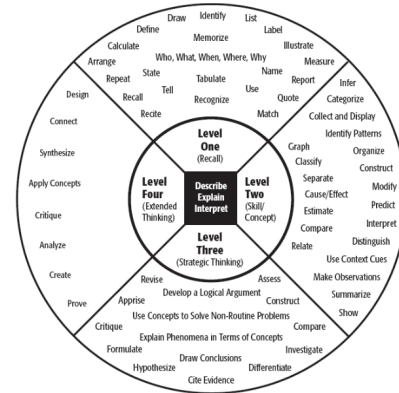 Draw
Identify
List
Define
Label
Memorize
Calculate
Illustrate
Who, What, When, Where, Why
Arrange
Measure
State
Name
Repeat
Tabulate
Report
Tell
Use
Recall
Quote
Recognize
Recite
Match
Level
One
(Recall)
Infer
Categorize
Collect and Display
Identify Patterns
Graph
Organize
Classify
Construct
Separate
Modify
Cause/Effect
Predict
Estimate
Interpret
Compare
Distinguish
Relate
Use Context Cues
Make Observations
Summarize
Show
Level
Two
(Skill/
Concept)
Describe
Explain
Interpret
Level
Three
(Strategic Thinking)
Revise
Assess
Develop a Logical Argument
Apprise
Construct
Use Concepts to Solve Non-Routine Problems
Critique
Compare
Explain Phenomena in Terms of Concepts
Formulate
Investigate
Draw Conclusions
Hypothesize
Differentiate
Cite Evidence
Level
Four
(Extended
Thinking)
Design
Connect
Synthesize
Apply Concepts
Critique
Analyze
Create
Prove